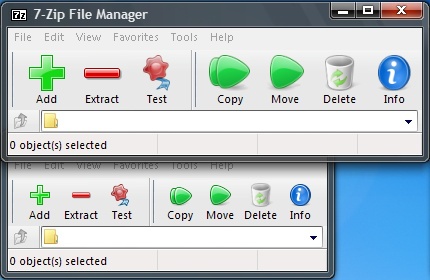 7z 7-Zip File Manager
File Edit View Favorites Tools Help
Add Extract Test Copy Move Delete Info
0 object(s) selected
File Edit View Favorites Tools Help
Add Extract Test Copy Move Delete Info
0 object(s) selected